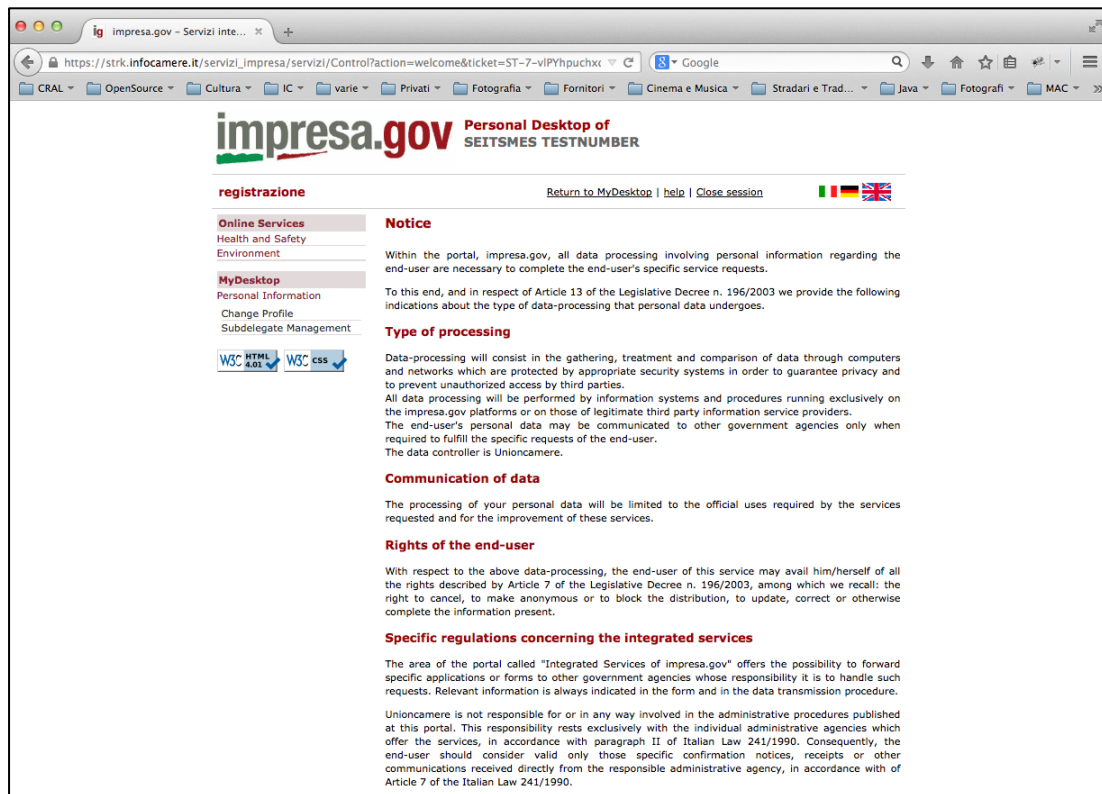 ig impresa.gov – Servizi inte...
https://strk.infocamere.it/servizi_impresa/servizi/Control?action=welcome&ticket=ST-7-vlPYhpuchx
Google
CRAL OpenSource Cultura IC varie Privati Fotografia Fornitori Cinema e Musica Stradari e Trad... Java Fotografi MAC
impresa.gov
Personal Desktop of
SEITSMES TESTNUMBER
registrazione
Return to MyDesktop | help | Close session
Online Services
Health and Safety
Environment
MyDesktop
Personal Information
Change Profile
Subdelegate Management
W3C HTML 4.01 W3C css
Notice
Within the portal, impresa.gov, all data processing involving personal information regarding the
end-user are necessary to complete the end-user's specific service requests.
To this end, and in respect of Article 13 of the Legislative Decree n. 196/2003 we provide the following
indications about the type of data-processing that personal data undergoes.
Type of processing
Data-processing will consist in the gathering, treatment and comparison of data through computers
and networks which are protected by appropriate security systems in order to guarantee privacy and
to prevent unauthorized access by third parties.
All data processing will be performed by information systems and procedures running exclusively on
the impresa.gov platforms or on those of legitimate third party information service providers.
The end-user's personal data may be communicated to other government agencies only when
required to fulfill the specific requests of the end-user.
The data controller is Unioncamere.
Communication of data
The processing of your personal data will be limited to the official uses required by the services
requested and for the improvement of these services.
Rights of the end-user
With respect to the above data-processing, the end-user of this service may avail him/herself of all
the rights described by Article 7 of the Legislative Decree n. 196/2003, among which we recall: the
right to cancel, to make anonymous or to block the distribution, to update, correct or otherwise
complete the information present.
Specific regulations concerning the integrated services
The area of the portal called "Integrated Services of impresa.gov" offers the possibility to forward
specific applications or forms to other government agencies whose responsibility it is to handle such
requests. Relevant information is always indicated in the form and in the data transmission procedure.
Unioncamere is not responsible for or in any way involved in the administrative procedures published
at this portal. This responsibility rests exclusively with the individual administrative agencies which
offer the services, in accordance with paragraph II of Italian Law 241/1990. Consequently, the
end-user should consider valid only those specific confirmation notices, receipts or other
communications received directly from the responsible administrative agency, in accordance with of
Article 7 of the Italian Law 241/1990.